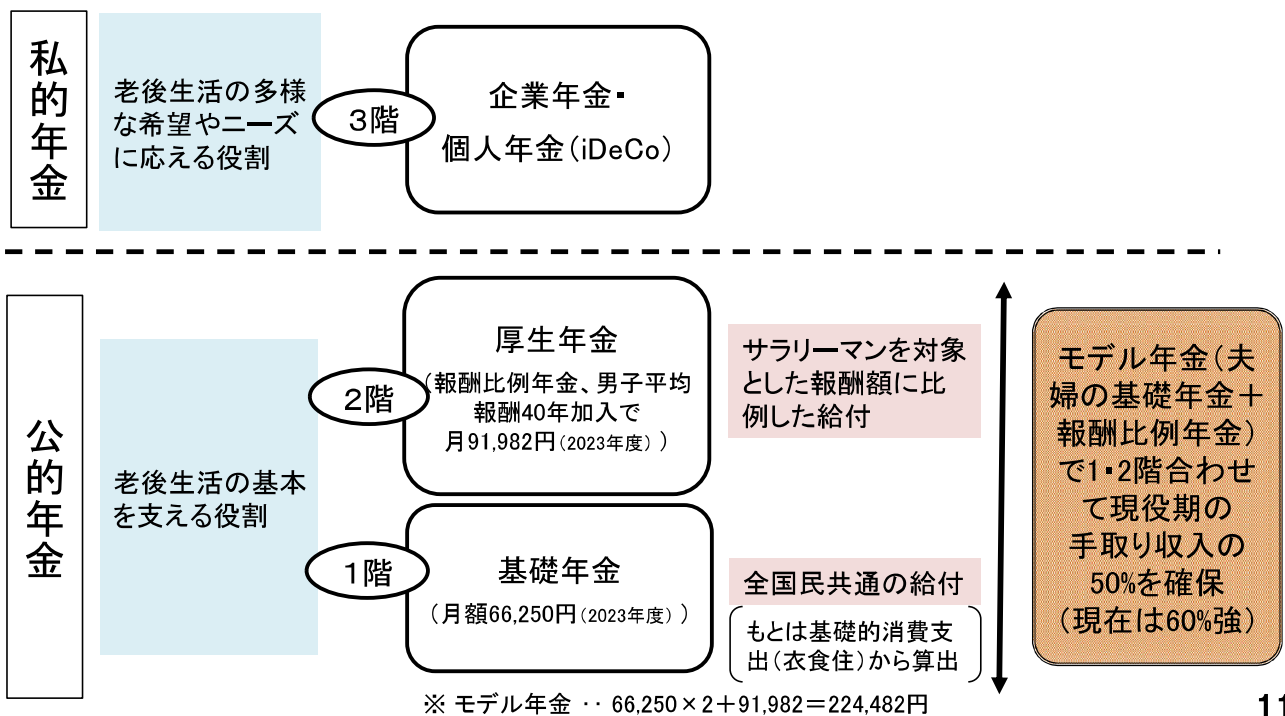 私的年金
老後生活の多様
な希望やニーズ
に応える役割
3階
企業年金・
個人年金(iDeCo)
公的年金
老後生活の基本
を支える役割
2階
厚生年金
(報酬比例年金、男子平均
報酬40年加入で
月91,982円(2023年度))
サラリーマンを対象
とした報酬額に比
例した給付
1階
基礎年金
(月額66,250円(2023年度))
全国民共通の給付
もとは基礎的消費支
出(衣食住)から算出
モデル年金(夫
婦の基礎年金+
報酬比例年金)
で1・2階合わせ
て現役期の
手取り収入の
50%を確保
(現在は60%強)
※ モデル年金 ‥ 66,250×2+91,982=224,482円
11